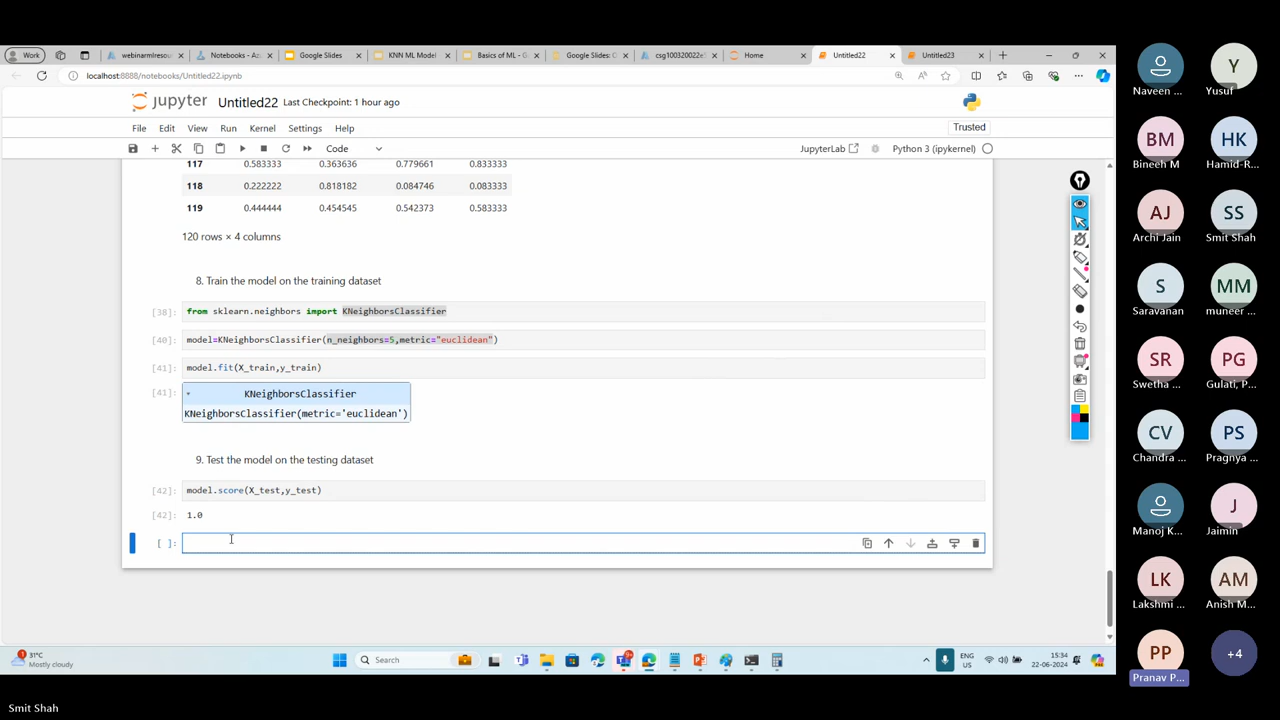 Work
webinarmlresou
Notebooks - Az
Google Slides
KNN ML Model
Basics of ML - G
Google Slides: O
csg100320022e5
Home
Untitled22
Untitled23
localhost:8888/notebooks/Untitled22.ipynb
jupyter Untitled22 Last Checkpoint: 1 hour ago
File Edit View Run Kernel Settings Help
Trusted
Code
JupyterLab
Python 3 (ipykernel)
117 0.583333 0.363636 0.779661 0.833333
118 0.222222 0.818182 0.084746 0.083333
119 0.444444 0.454545 0.542373 0.583333
120 rows × 4 columns
8. Train the model on the training dataset
[38]: from sklearn.neighbors import KNeighborsClassifier
[40]: model=KNeighborsClassifier(n_neighbors=5,metric="euclidean")
[41]: model.fit(X_train,y_train)
[41]: KNeighborsClassifier
KNeighborsClassifier(metric='euclidean')
9. Test the model on the testing dataset
[42]: model.score(X_test,y_test)
[42]: 1.0
[ ]:
31°C
Mostly cloudy
Search
ENG
US
15:34
22-06-2024
Naveen ...
Y
Yusuf
BM
Bineeh M
HK
Hamid-R...
AJ
Archi Jain
SS
Smit Shah
S
Saravanan
MM
muneer ...
SR
Swetha ...
PG
Gulati, P...
CV
Chandra ...
PS
Pragnya ...
Manoj K...
J
Jaimin
LK
Lakshmi ...
AM
Anish M...
PP
Pranav P...
+4
Smit Shah